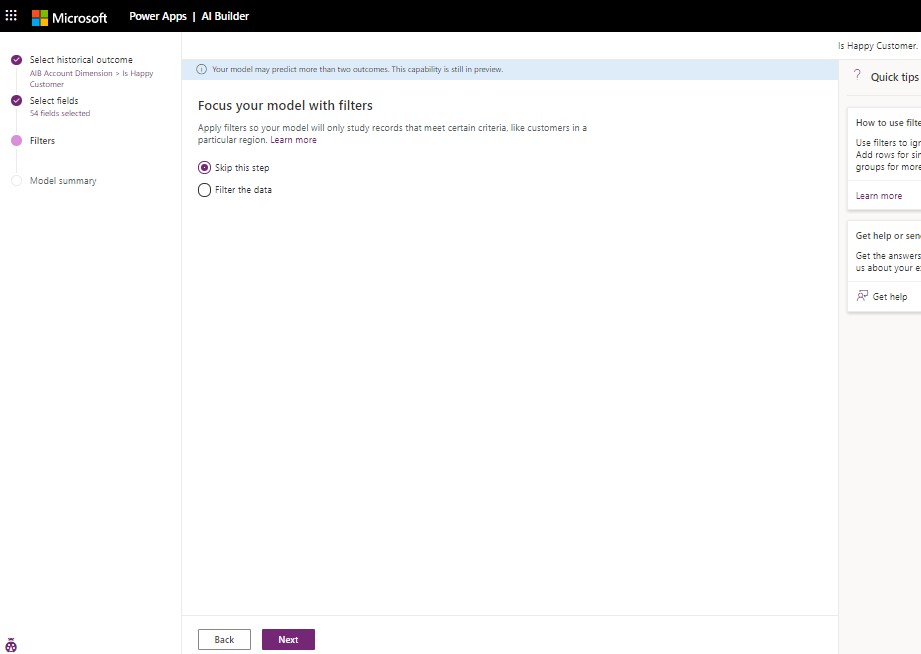 Microsoft Power Apps | AI Builder
Select historical outcome
AIB Account Dimension > Is Happy
Customer
Select fields
54 fields selected
Filters
Model summary
Is Happy Customer.
Your model may predict more than two outcomes. This capability is still in preview.
Focus your model with filters
Apply filters so your model will only study records that meet certain criteria, like customers in a
particular region. Learn more
Skip this step
Filter the data
Back Next
? Quick tips
How to use filte
Use filters to ign
Add rows for sin
groups for more
Learn more
Get help or sen
Get the answers
us about your e
Get help